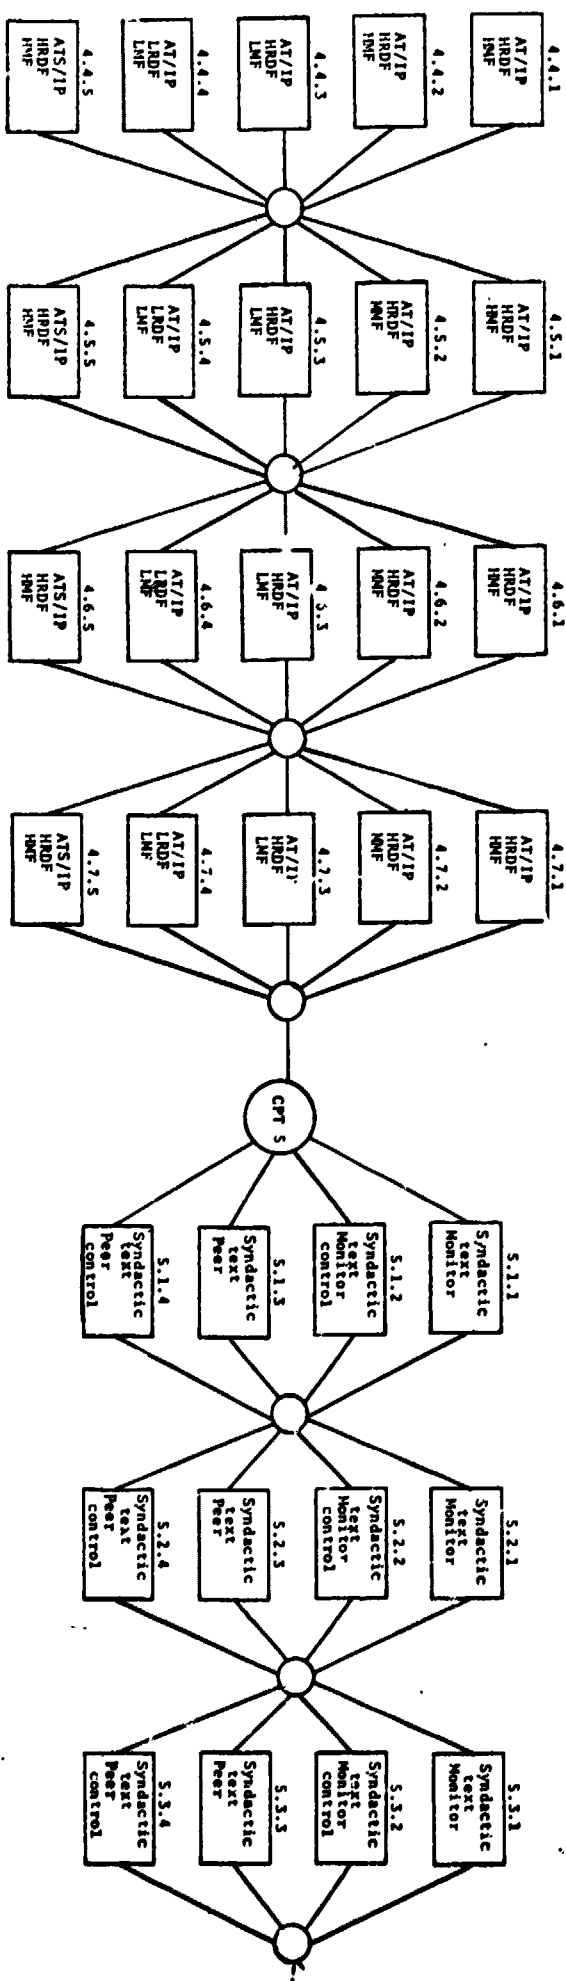 4.4.1
AT/IP
HRDF
HMF
4.4.2
AT/IP
HRDF
MMF
4.4.3
AT/IP
HRDF
LMF
4.4.4
AT/IP
LRDF
LMF
4.4.5
ATS/IP
HRDF
HMF
4.5.1
AT/IP
HRDF
HMF
4.5.2
AT/IP
HRDF
MMF
4.5.3
AT/IP
HRDF
LMF
4.5.4
AT/IP
LRDF
LMF
4.5.5
ATS/IP
HRDF
HMF
4.6.1
AT/IP
HRDF
HMF
4.6.2
AT/IP
HRDF
MMF
4.6.3
AT/IP
HRDF
LMF
4.6.4
AT/IP
LRDF
LMF
4.6.5
ATS/IP
HRDF
HMF
4.7.1
AT/IP
HRDF
HMF
4.7.2
AT/IP
HRDF
MMF
4.7.3
AT/IP
HRDF
LMF
4.7.4
AT/IP
LRDF
LMF
4.7.5
ATS/IP
HRDF
HMF
CPT 5
5.1.1
Syndactic
text
Monitor
5.1.2
Syndactic
text
Monitor
control
5.1.3
Syndactic
text
Peer
5.1.4
Syndactic
text
Peer
control
5.2.1
Syndactic
text
Monitor
5.2.2
Syndactic
text
Monitor
control
5.2.3
Syndactic
text
Peer
5.2.4
Syndactic
text
Peer
control
5.3.1
Syndactic
text
Monitor
5.3.2
Syndactic
text
Monitor
control
5.3.3
Syndactic
text
Peer
5.3.4
Syndactic
text
Peer
control